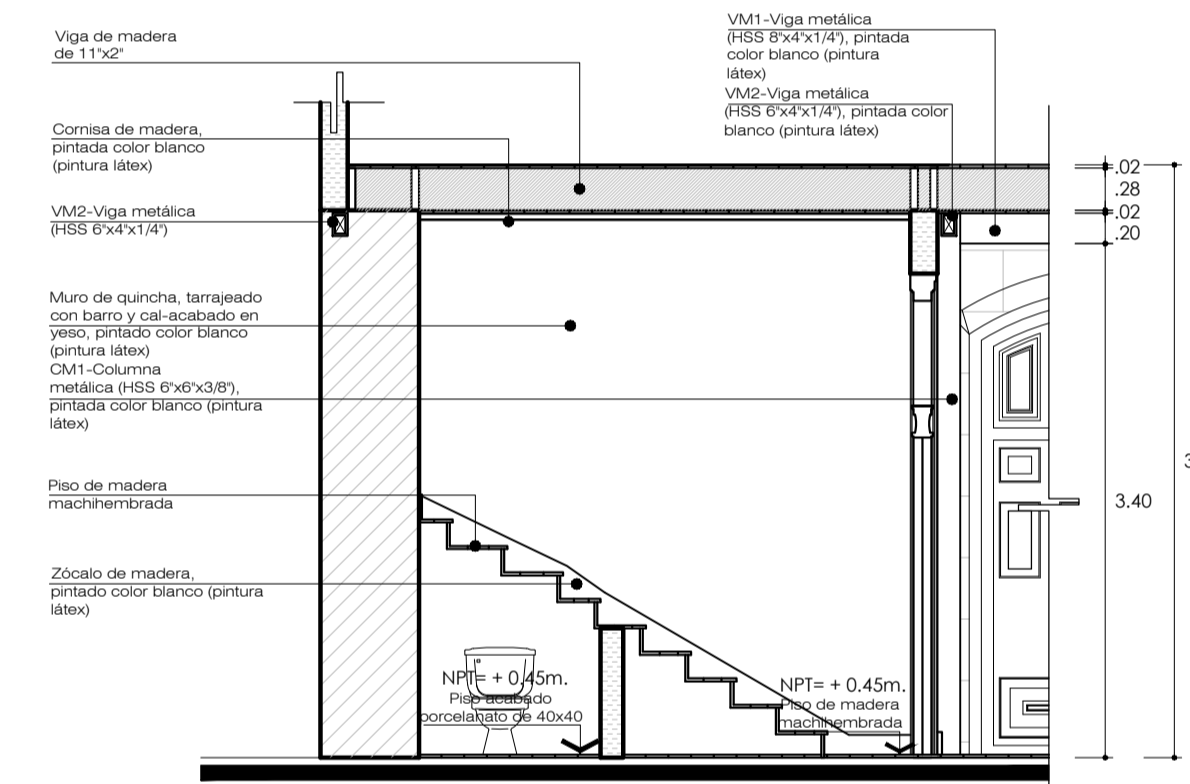 Viga de madera
de 11"x2"
Cornisa de madera,
pintada color blanco
(pintura látex)
VM2-Viga metálica
(HSS 6"x4"x1/4")
Muro de quincha, tarrajeado
con barro y cal-acabado en
yeso, pintado color blanco
(pintura látex)
CM1-Columna
metálica (HSS 6"x6"x3/8"),
pintada color blanco (pintura
látex)
Piso de madera
machihembrada
Zócalo de madera,
pintado color blanco (pintura
látex)
VM1-Viga metálica
(HSS 8"x4"x1/4"), pintada
color blanco (pintura
látex)
VM2-Viga metálica
(HSS 6"x4"x1/4"), pintada color
blanco (pintura látex)
.02
.28
.02
.20
3.40
3
NPT= + 0.45m.
Piso acabado
porcelanato de 40x40
NPT= + 0.45m.
Piso de madera
machihembrada